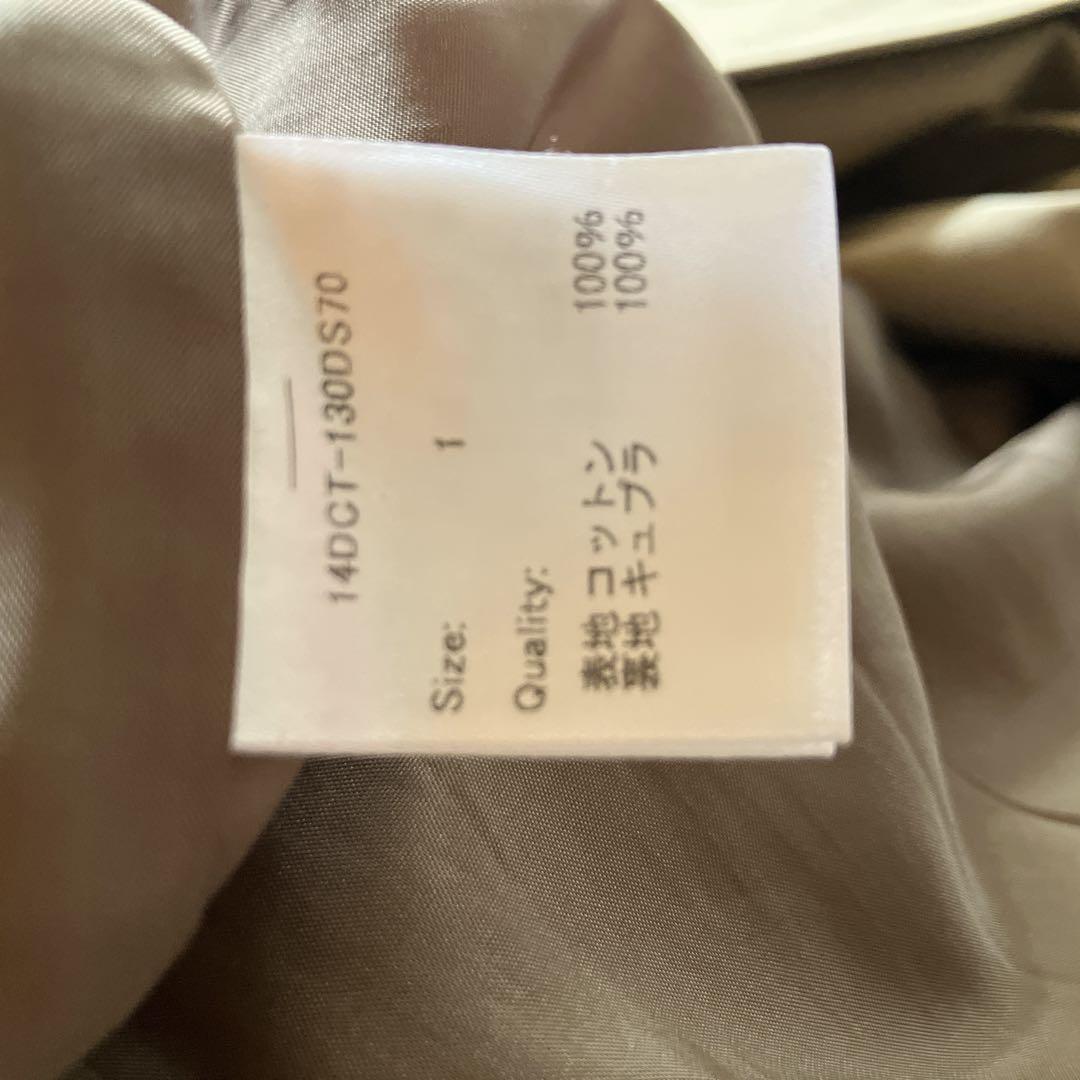 14DCT-130DS70
Size: 1
Quality:
表地 コットン 100%
裏地 キュプラ 100%